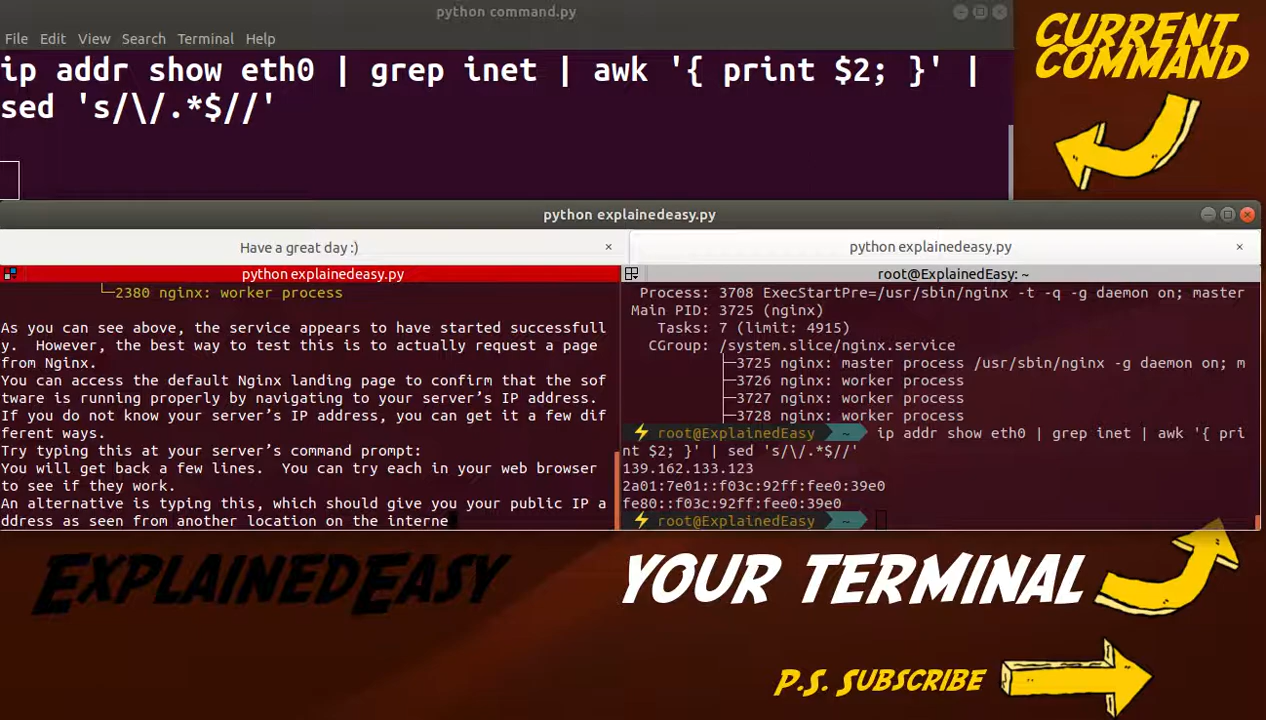 python command.py
File Edit View Search Terminal Help
ip addr show eth0 | grep inet | awk '{ print $2; }' |
sed 's/\/.*$//'
CURRENT
COMMAND
python explainedeasy.py
Have a great day :)
python explainedeasy.py
python explainedeasy.py
└─2380 nginx: worker process
As you can see above, the service appears to have started successfull
y.  However, the best way to test this is to actually request a page
from Nginx.
You can access the default Nginx landing page to confirm that the sof
tware is running properly by navigating to your server’s IP address.
If you do not know your server’s IP address, you can get it a few dif
ferent ways.
Try typing this at your server’s command prompt:
You will get back a few lines.  You can try each in your web browser
to see if they work.
An alternative is typing this, which should give you your public IP a
ddress as seen from another location on the interne
root@ExplainedEasy: ~
Process: 3708 ExecStartPre=/usr/sbin/nginx -t -q -g daemon on; master
Main PID: 3725 (nginx)
Tasks: 7 (limit: 4915)
CGroup: /system.slice/nginx.service
├─3725 nginx: master process /usr/sbin/nginx -g daemon on; m
├─3726 nginx: worker process
├─3727 nginx: worker process
└─3728 nginx: worker process
⚡ root@ExplainedEasy ~ ip addr show eth0 | grep inet | awk '{ pri
nt $2; }' | sed 's/\/.*$//'
139.162.133.123
2a01:7e01::f03c:92ff:fee0:39e0
fe80::f03c:92ff:fee0:39e0
⚡ root@ExplainedEasy ~
EXPLAINEDEASY
YOUR TERMINAL
P.S. SUBSCRIBE